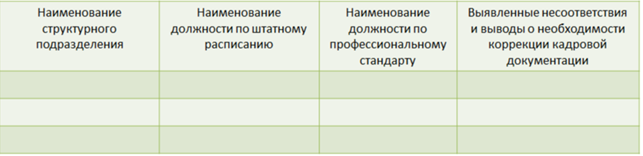 Наименование
структурного
подразделения
Наименование
должности по штатному
расписанию
Наименование
должности по
профессиональному
стандарту
Выявленные несоответствия
и выводы о необходимости
коррекции кадровой
документации